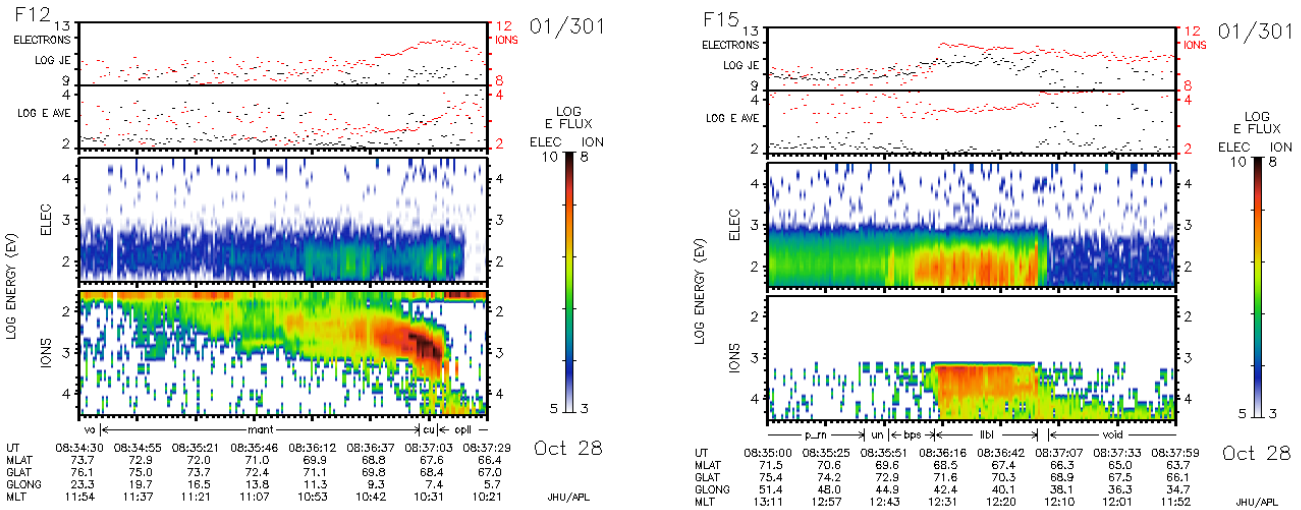 F12
01/301
13
12
ELECTRONS
IONS
LOG JE
9
8
4
4
LOG E AVE
2
2
LOG
E FLUX
ELEC ION
10 8
5 3
4
4
ELEC
3
3
2
2
LOG ENERGY (EV)
2
2
IONS
3
3
4
4
vo mant cu opll
UT 08:34:30 08:34:55 08:35:21 08:35:46 08:36:12 08:36:37 08:37:03 08:37:29
MLAT 73.7 72.9 72.0 71.0 69.9 68.8 67.6 66.4
GLAT 76.1 75.0 73.7 72.4 71.1 69.8 68.4 67.0
GLONG 23.3 19.7 16.5 13.8 11.3 9.3 7.4 5.7
MLT 11:54 11:37 11:21 11:07 10:53 10:42 10:31 10:21
Oct 28
JHU/APL
F15
01/301
13
12
ELECTRONS
IONS
LOG JE
9
8
4
4
LOG E AVE
2
2
LOG
E FLUX
ELEC ION
10 8
5 3
4
4
ELEC
3
3
2
2
LOG ENERGY (EV)
2
2
IONS
3
3
4
4
p_rn un bps llbl void
UT 08:35:00 08:35:25 08:35:51 08:36:16 08:36:42 08:37:07 08:37:33 08:37:59
MLAT 71.5 70.6 69.6 68.5 67.4 66.3 65.0 63.7
GLAT 75.4 74.2 72.9 71.6 70.3 68.9 67.5 66.1
GLONG 51.4 48.0 44.9 42.4 40.1 38.1 36.3 34.7
MLT 13:11 12:57 12:43 12:31 12:20 12:10 12:01 11:52
Oct 28
JHU/APL